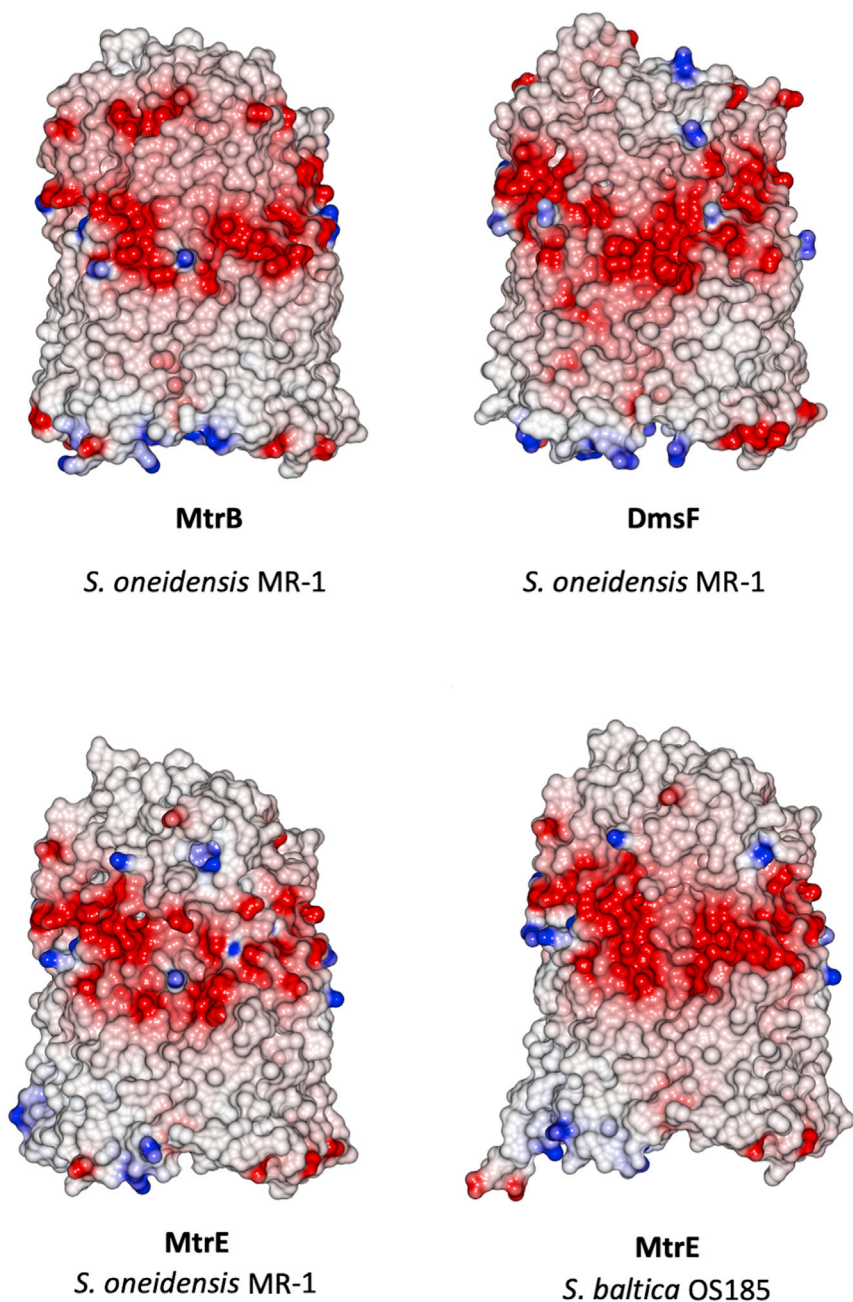 MtrB
DmsF
S. oneidensis MR-1
S. oneidensis MR-1
MtrE
MtrE
S. oneidensis MR-1
S. baltica OS185